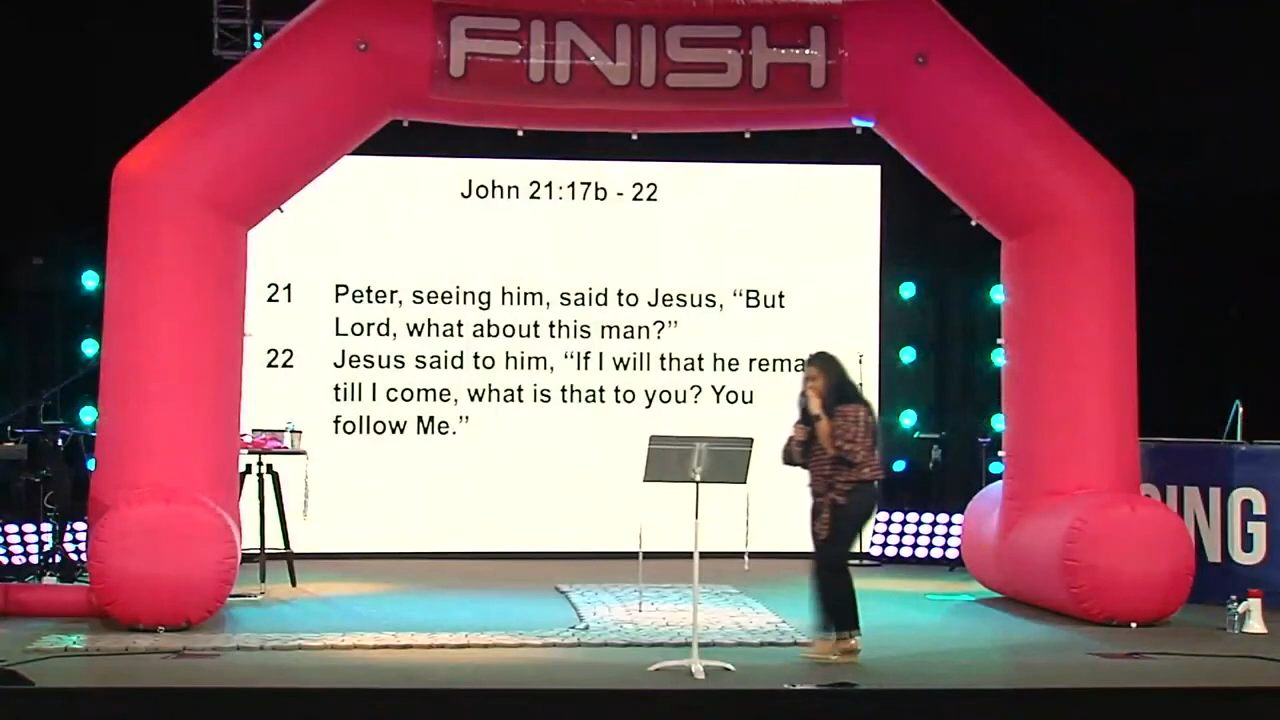 FINISH
John 21:17b - 22
21 Peter, seeing him, said to Jesus, “But
Lord, what about this man?”
22 Jesus said to him, “If I will that he rema
till I come, what is that to you? You
follow Me.”
ING